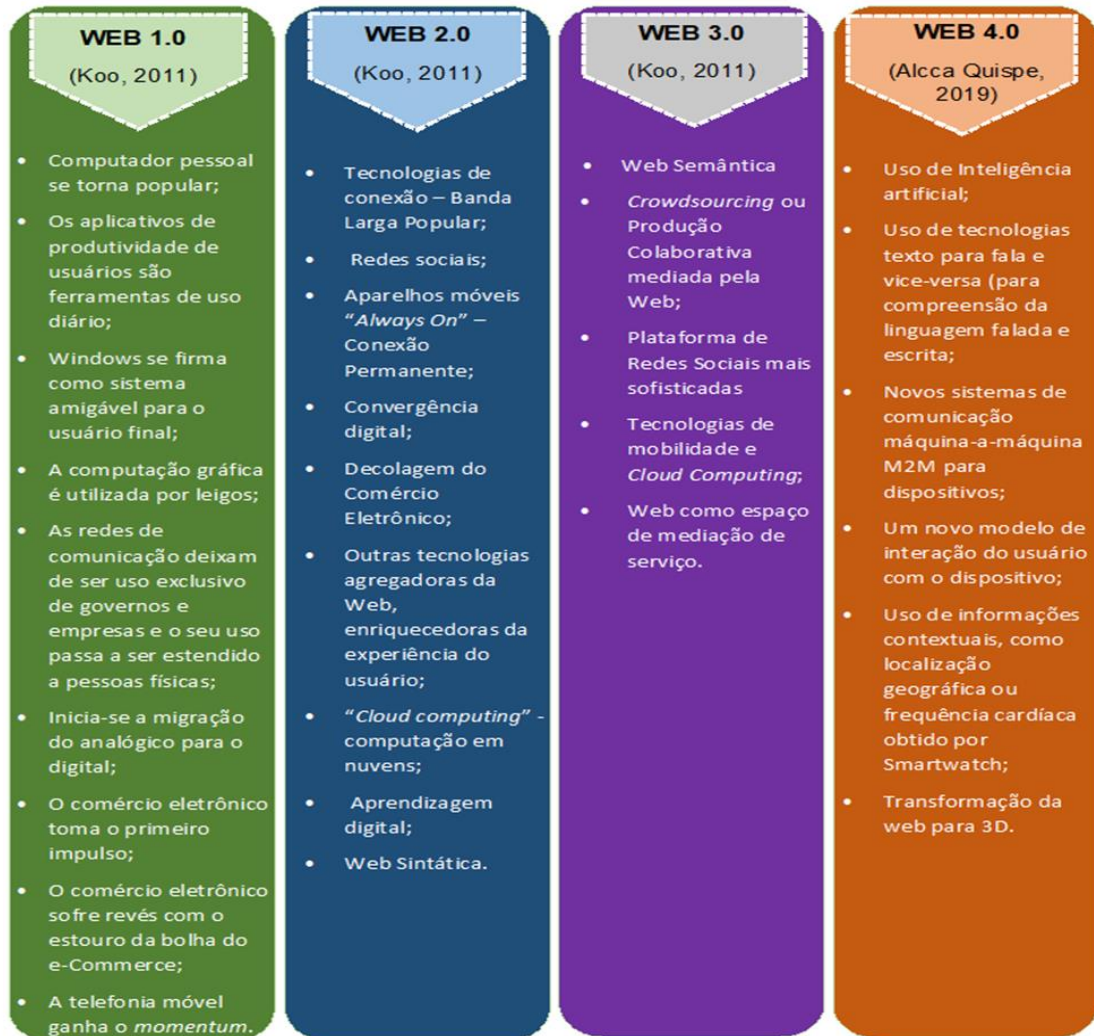 WEB 1.0
(Koo, 2011)
• Computador pessoal
se torna popular;
• Os aplicativos de
produtividade de
usuários são
ferramentas de uso
diário;
• Windows se firma
como sistema
amigável para o
usuário final;
• A computação gráfica
é utilizada por leigos;
• As redes de
comunicação deixam
de ser uso exclusivo
de governos e
empresas e o seu uso
passa a ser estendido
a pessoas físicas;
• Inicia-se a migração
do analógico para o
digital;
• O comércio eletrônico
toma o primeiro
impulso;
• O comércio eletrônico
sofre revés com o
estouro da bolha do
e-Commerce;
• A telefonia móvel
ganha o momentum.
WEB 2.0
(Koo, 2011)
• Tecnologias de
conexão – Banda
Larga Popular;
• Redes sociais;
• Aparelhos móveis
“Always On” –
Conexão
Permanente;
• Convergência
digital;
• Decolagem do
Comércio
Eletrônico;
• Outras tecnologias
agregadoras da
Web,
enriquecedoras da
experiência do
usuário;
• “Cloud computing” -
computação em
nuvens;
• Aprendizagem
digital;
• Web Sintática.
WEB 3.0
(Koo, 2011)
• Web Semântica
• Crowdsourcing ou
Produção
Colaborativa
mediada pela
Web;
• Plataforma de
Redes Sociais mais
sofisticadas
• Tecnologias de
mobilidade e
Cloud Computing;
• Web como espaço
de mediação de
serviço.
WEB 4.0
(Alcca Quispe,
2019)
• Uso de Inteligência
artificial;
• Uso de tecnologias
texto para fala e
vice-versa (para
compreensão da
linguagem falada e
escrita;
• Novos sistemas de
comunicação
máquina-a-máquina
M2M para
dispositivos;
• Um novo modelo de
interação do usuário
com o dispositivo;
• Uso de informações
contextuais, como
localização
geográfica ou
frequência cardíaca
obtido por
Smartwatch;
• Transformação da
web para 3D.